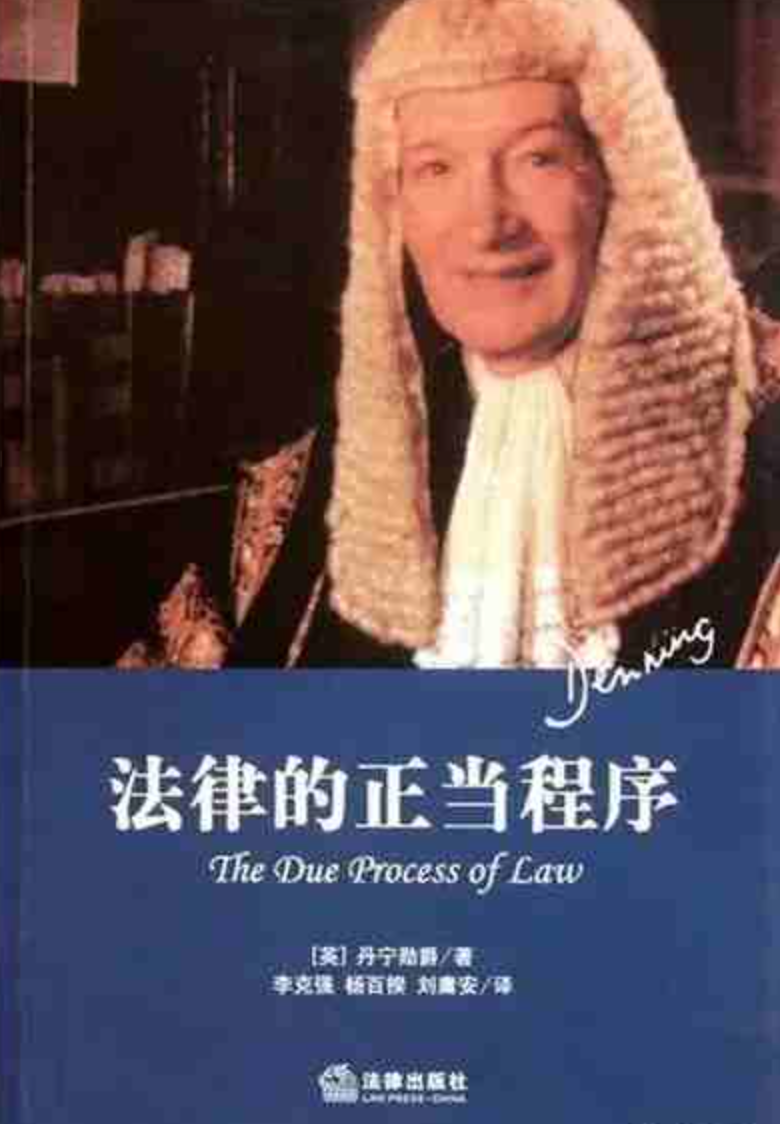 Denning
法律的正当程序
The Due Process of Law
[英] 丹宁勋爵/著
李克强 杨百揆 刘庸安/译
法律出版社
LAW PRESS·CHINA